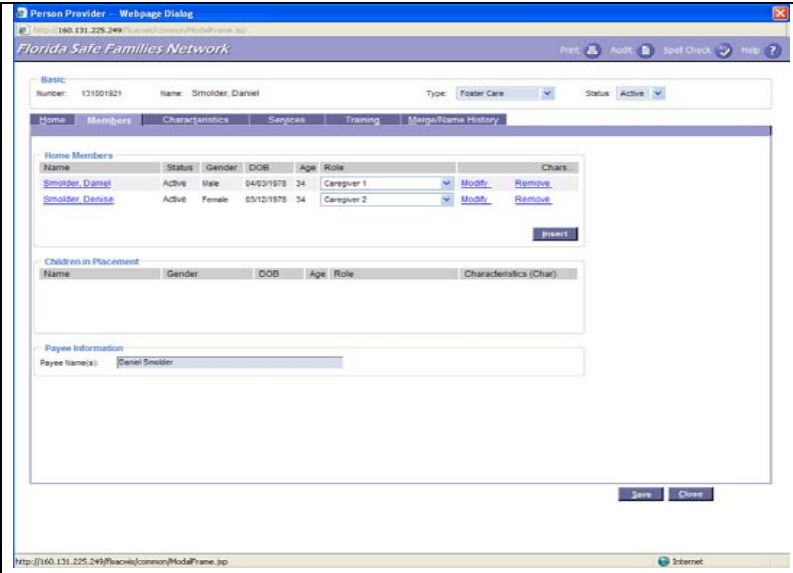 Person Provider -- Webpage Dialog
http://160.131.225.249/flsacwis/common/ModalFrame.jsp
Florida Safe Families Network Print Audit Spell Check Help
Basic
Number: 131001921 Name: Smolder, Daniel Type: Foster Care Status: Active
Home Members Characteristics Services Training Merge/Name History
Home Members
Name Status Gender DOB Age Role Chars...
Smolder, Daniel Active Male 04/03/1978 34 Caregiver 1 Modify Remove
Smolder, Denise Active Female 03/12/1978 34 Caregiver 2 Modify Remove
Insert
Children in Placement
Name Gender DOB Age Role Characteristics (Char)
Payee Information
Payee Name(s): Daniel Smolder
Save Close
http://160.131.225.249/flsacwis/common/ModalFrame.jsp Internet